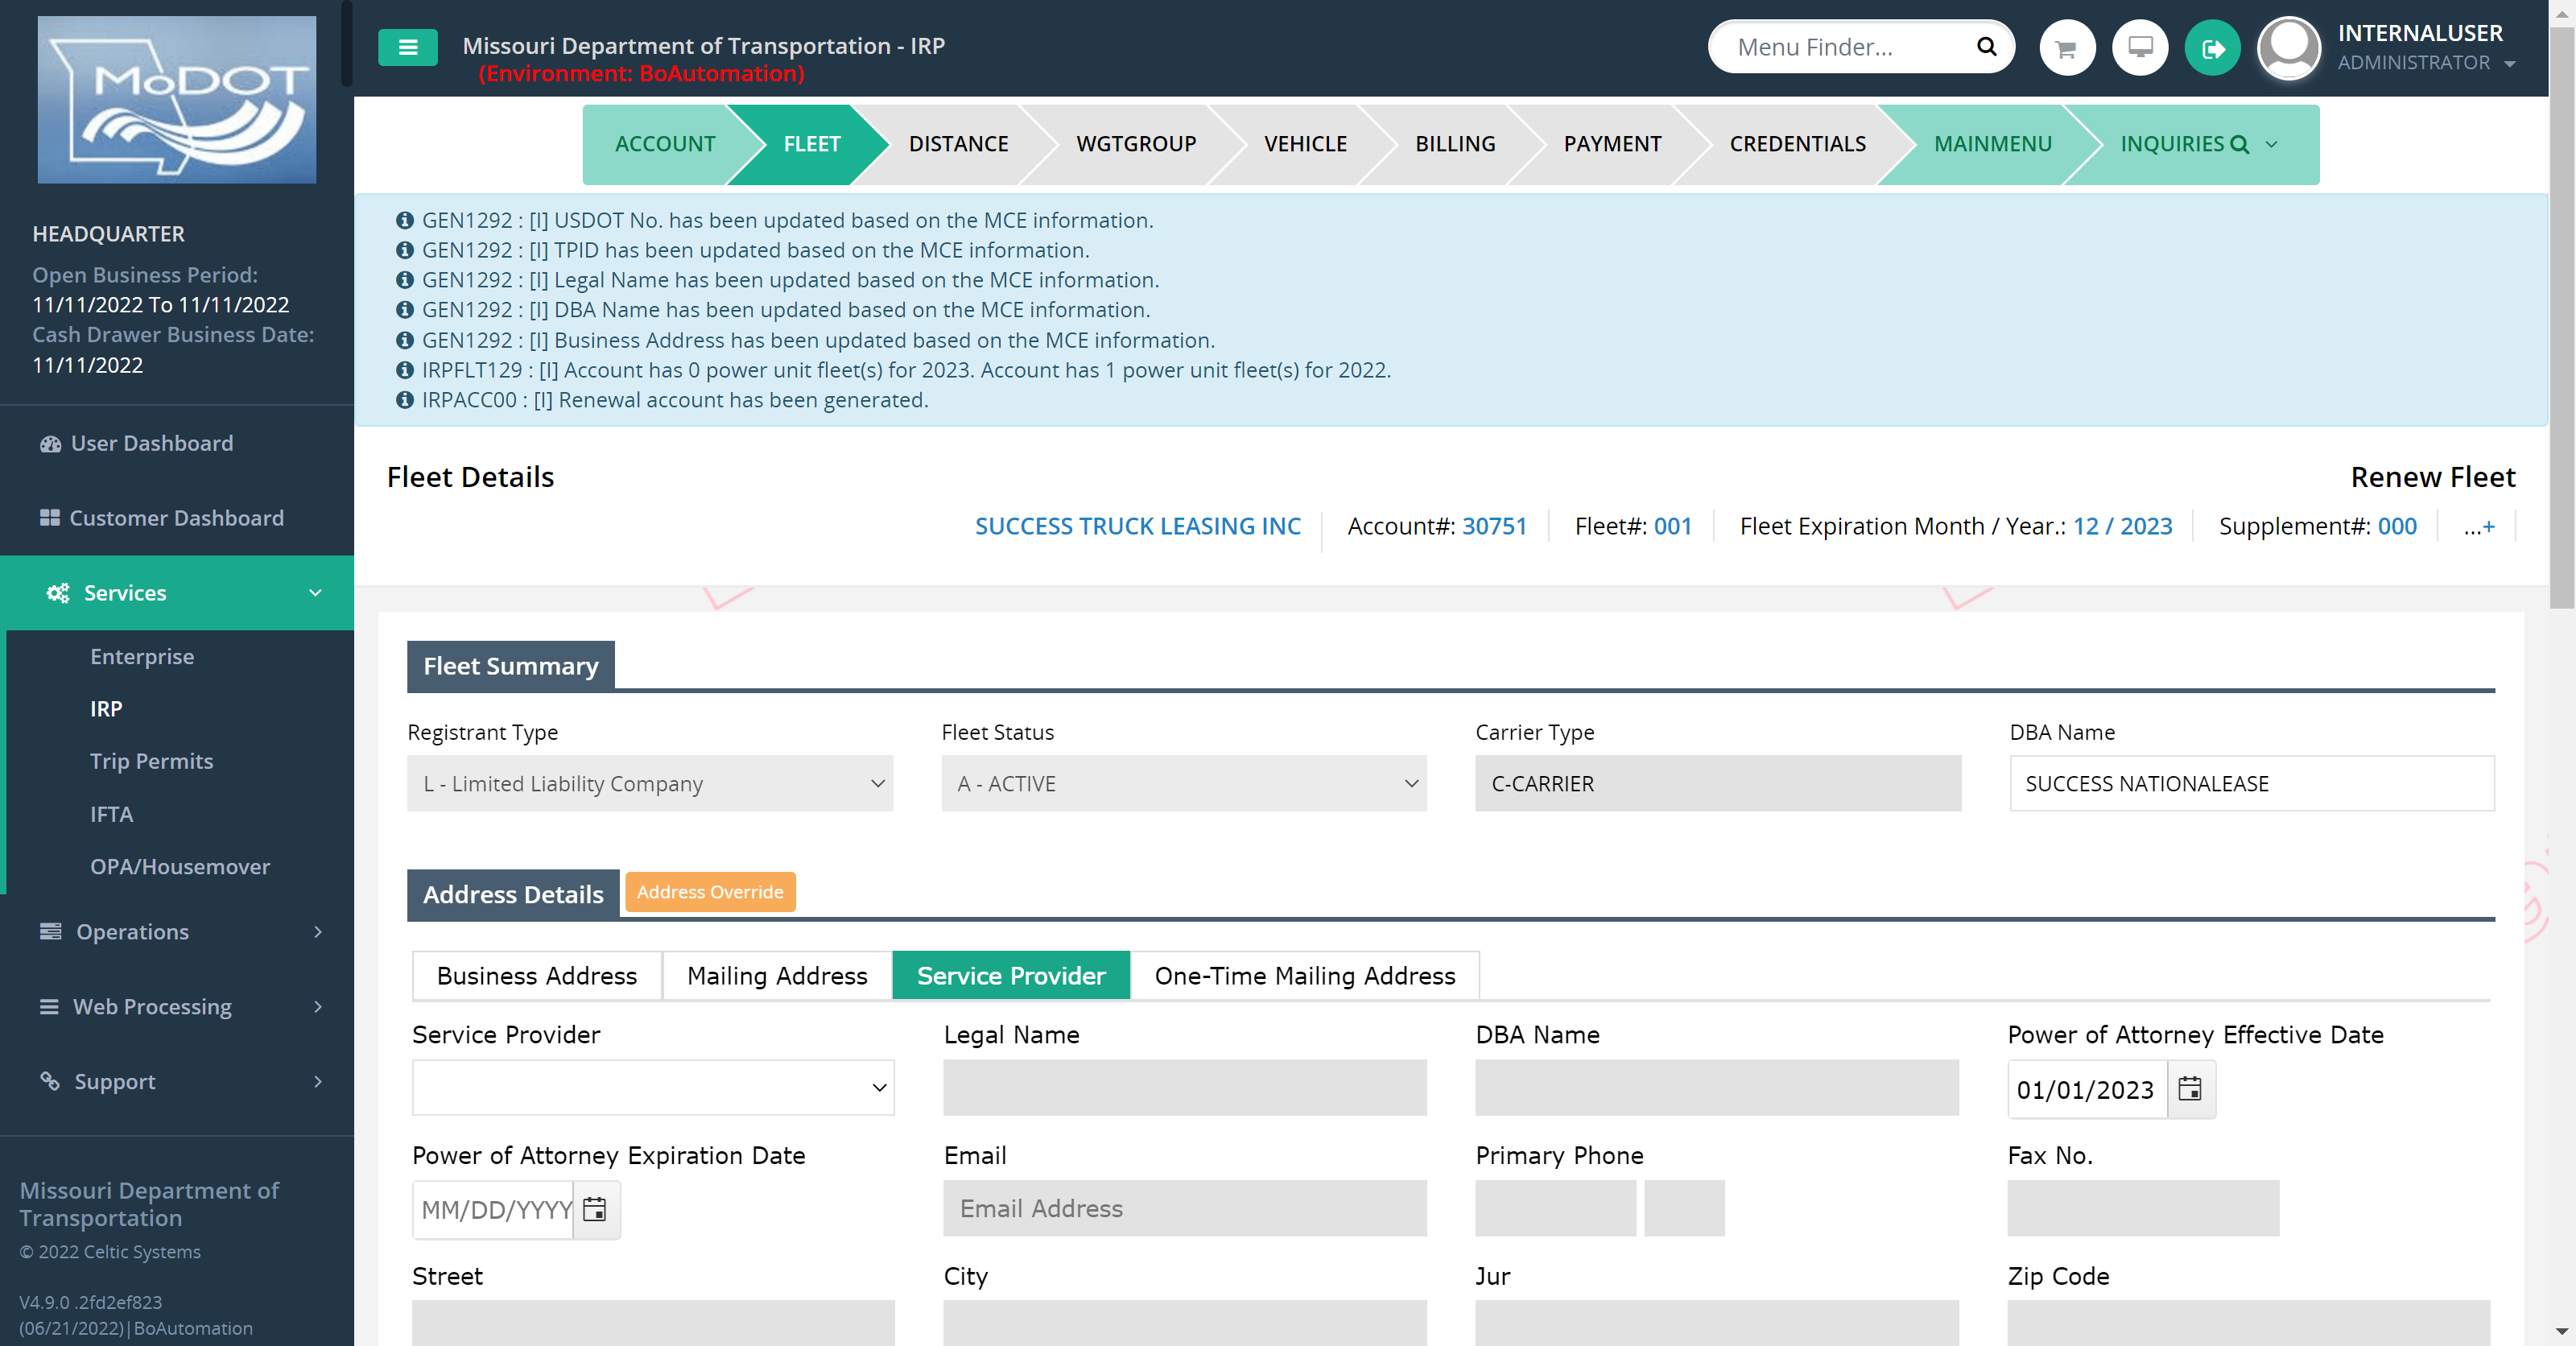 MoDOT
Missouri Department of Transportation - IRP
(Environment: BoAutomation)
Menu Finder...
INTERNALUSER
ADMINISTRATOR
HEADQUARTER
Open Business Period:
11/11/2022 To 11/11/2022
Cash Drawer Business Date:
11/11/2022
User Dashboard
Customer Dashboard
Services
Enterprise
IRP
Trip Permits
IFTA
OPA/Housemover
Operations
Web Processing
Support
Missouri Department of
Transportation
© 2022 Celtic Systems
V4.9.0 .2fd2ef823
(06/21/2022)|BoAutomation
ACCOUNT FLEET DISTANCE WGTGROUP VEHICLE BILLING PAYMENT CREDENTIALS MAINMENU INQUIRIES
GEN1292 : [I] USDOT No. has been updated based on the MCE information.
GEN1292 : [I] TPID has been updated based on the MCE information.
GEN1292 : [I] Legal Name has been updated based on the MCE information.
GEN1292 : [I] DBA Name has been updated based on the MCE information.
GEN1292 : [I] Business Address has been updated based on the MCE information.
IRPFLT129 : [I] Account has 0 power unit fleet(s) for 2023. Account has 1 power unit fleet(s) for 2022.
IRPACC00 : [I] Renewal account has been generated.
Fleet Details Renew Fleet
SUCCESS TRUCK LEASING INC Account#: 30751 Fleet#: 001 Fleet Expiration Month / Year.: 12 / 2023 Supplement#: 000 ...+
Fleet Summary
Registrant Type Fleet Status Carrier Type DBA Name
L - Limited Liability Company A - ACTIVE C-CARRIER SUCCESS NATIONALEASE
Address Details Address Override
Business Address Mailing Address Service Provider One-Time Mailing Address
Service Provider Legal Name DBA Name Power of Attorney Effective Date
01/01/2023
Power of Attorney Expiration Date Email Primary Phone Fax No.
MM/DD/YYYY Email Address
Street City Jur Zip Code